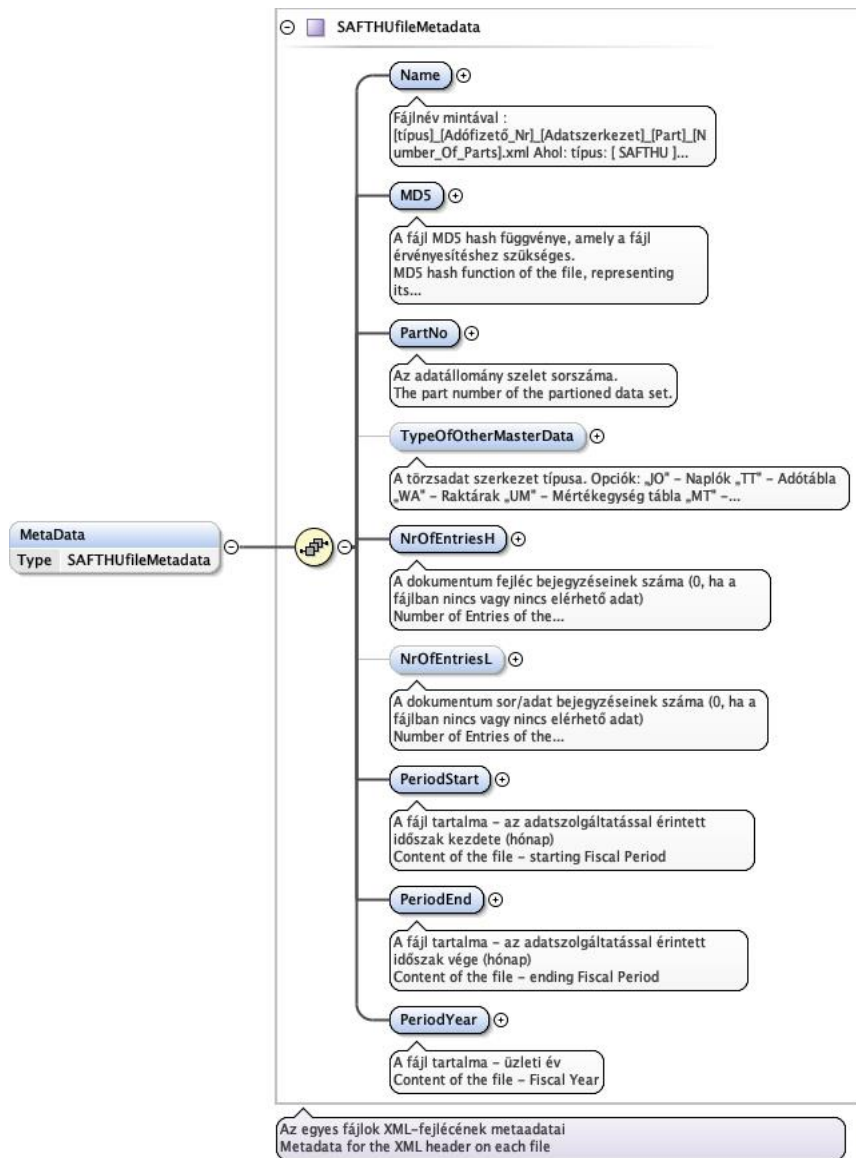 SAFTHUfileMetadata
Name
Fájlnév mintával :
[típus]_[Adófizető_Nr]_[Adatszerkezet]_[Part]_[N
umber_Of_Parts].xml Ahol: típus: [ SAFTHU ]...
MD5
A fájl MD5 hash függvénye, amely a fájl
érvényesítéshez szükséges.
MD5 hash function of the file, representing
its...
PartNo
Az adatállomány szelet sorszáma.
The part number of the partioned data set.
TypeOfOtherMasterData
A törzsadat szerkezet típusa. Opciók: „JO" – Naplók „TT" – Adótábla
„WA" – Raktárak „UM" – Mértékegység tábla „MT" –...
MetaData
Type SAFTHUfileMetadata
NrOfEntriesH
A dokumentum fejléc bejegyzéseinek száma (0, ha a
fájlban nincs vagy nincs elérhető adat)
Number of Entries of the...
NrOfEntriesL
A dokumentum sor/adat bejegyzéseinek száma (0, ha a
fájlban nincs vagy nincs elérhető adat)
Number of Entries of the...
PeriodStart
A fájl tartalma – az adatszolgáltatással érintett
időszak kezdete (hónap)
Content of the file – starting Fiscal Period
PeriodEnd
A fájl tartalma – az adatszolgáltatással érintett
időszak vége (hónap)
Content of the file – ending Fiscal Period
PeriodYear
A fájl tartalma – üzleti év
Content of the file – Fiscal Year
Az egyes fájlok XML-fejlécének metaadatai
Metadata for the XML header on each file